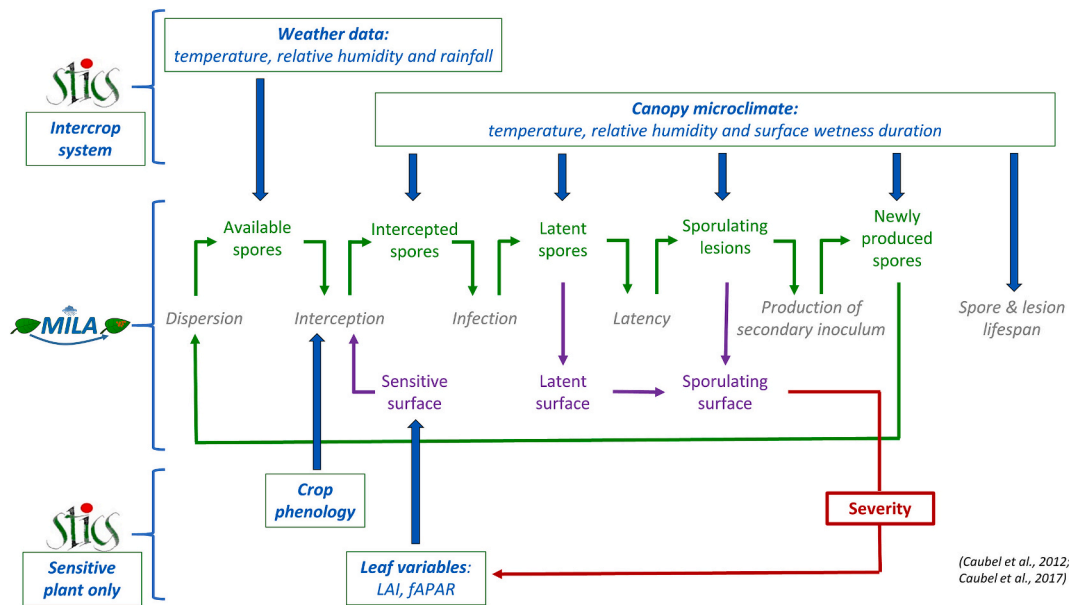 Weather data:
temperature, relative humidity and rainfall
stics
Intercrop
system
Canopy microclimate:
temperature, relative humidity and surface wetness duration
Available
spores
Intercepted
spores
Latent
spores
Sporulating
lesions
Newly
produced
spores
MILA
Dispersion
Interception
Infection
Latency
Production of
secondary inoculum
Spore & lesion
lifespan
Sensitive
surface
Latent
surface
Sporulating
surface
Crop
phenology
Severity
stics
Sensitive
plant only
Leaf variables:
LAI, fAPAR
(Caubel et al., 2012;
Caubel et al., 2017)